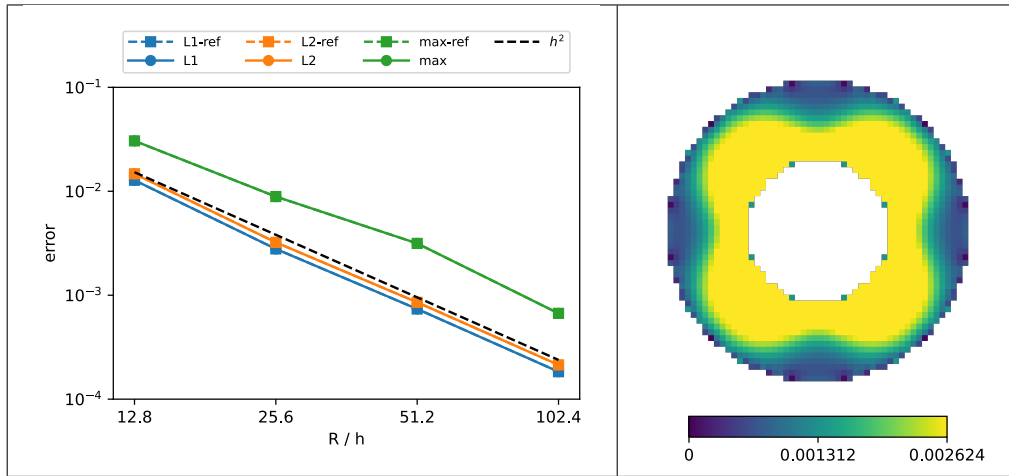 L1-ref L2-ref max-ref h²
L1 L2 max
10⁻¹
10⁻²
10⁻³
10⁻⁴
error
12.8 25.6 51.2 102.4
R / h
0 0.001312 0.002624